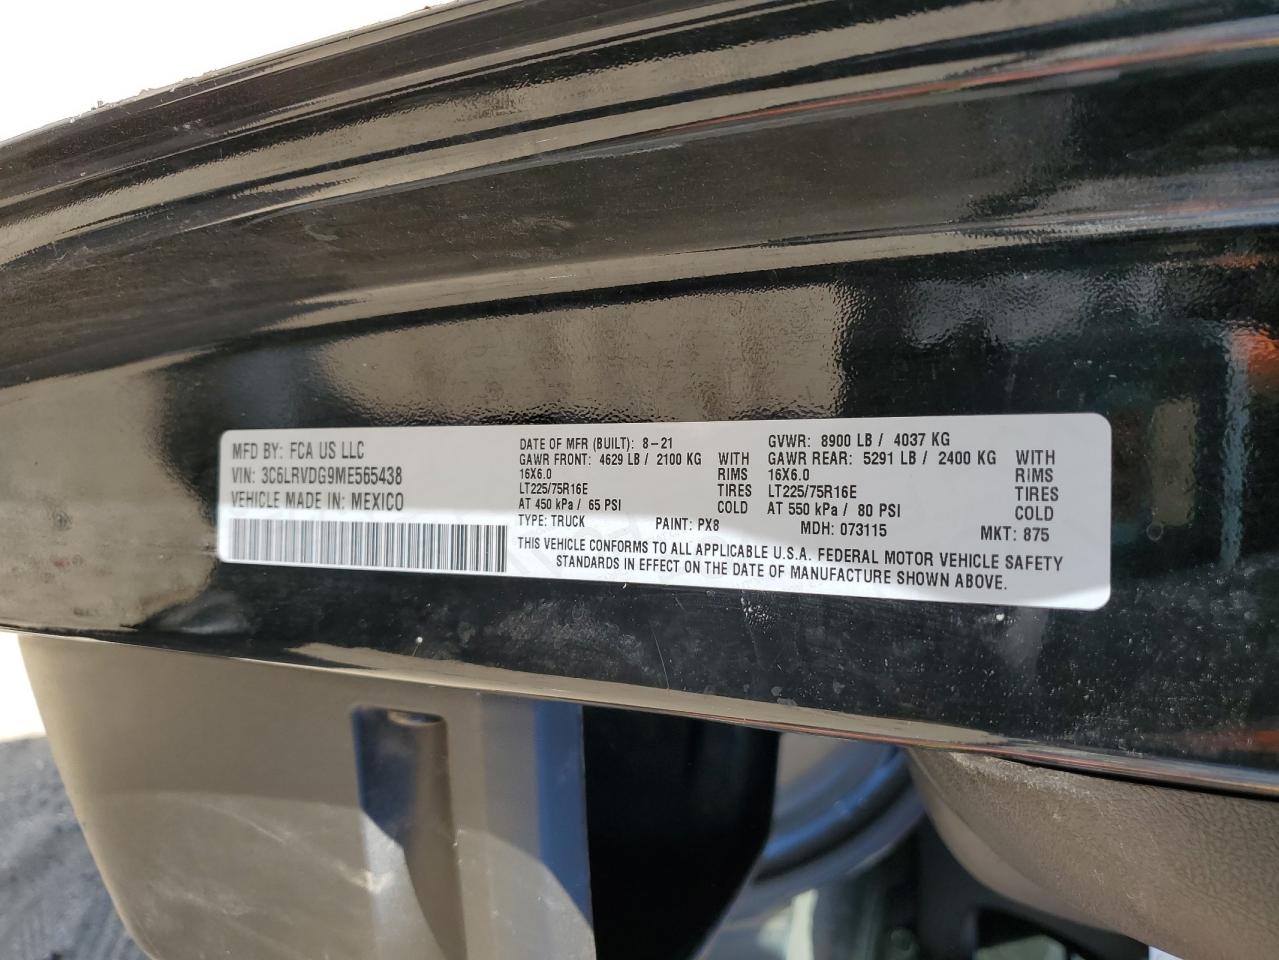 MFD BY: FCA US LLC
VIN: 3C6LRVDG9ME565438
VEHICLE MADE IN: MEXICO
DATE OF MFR (BUILT): 8-21 GVWR: 8900 LB / 4037 KG
GAWR FRONT: 4629 LB / 2100 KG WITH GAWR REAR: 5291 LB / 2400 KG WITH
16X6.0 RIMS 16X6.0 RIMS
LT225/75R16E TIRES LT225/75R16E TIRES
AT 450 kPa / 65 PSI COLD AT 550 kPa / 80 PSI COLD
TYPE: TRUCK PAINT: PX8 MDH: 073115 MKT: 875
THIS VEHICLE CONFORMS TO ALL APPLICABLE U.S.A. FEDERAL MOTOR VEHICLE SAFETY
STANDARDS IN EFFECT ON THE DATE OF MANUFACTURE SHOWN ABOVE.